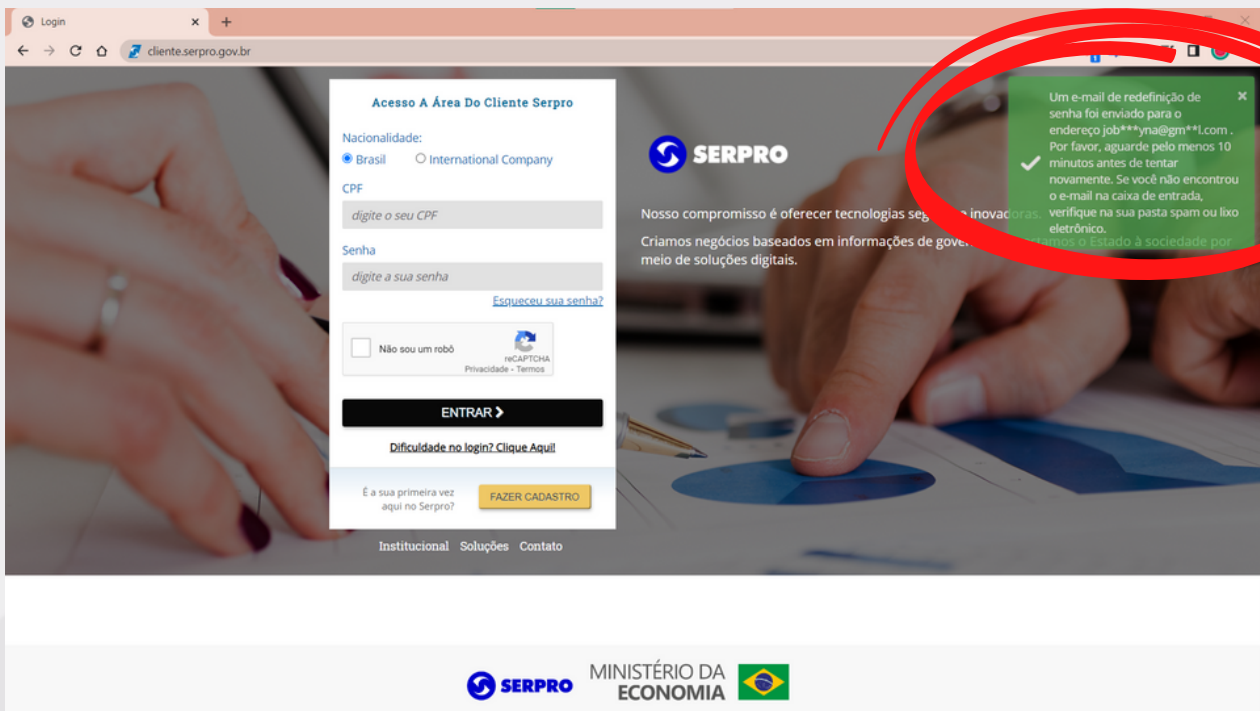 Login
cliente.serpro.gov.br
Acesso A Área Do Cliente Serpro
Nacionalidade:
Brasil
International Company
CPF
digite o seu CPF
Senha
digite a sua senha
Esqueceu sua senha?
Não sou um robô
reCAPTCHA
Privacidade - Termos
ENTRAR
Dificuldade no login? Clique Aqui!
É a sua primeira vez
aqui no Serpro?
FAZER CADASTRO
Institucional Soluções Contato
SERPRO
Nosso compromisso é oferecer tecnologias seg e inovadoras.
Criamos negócios baseados em informações de o Estado à sociedade por
meio de soluções digitais.
Um e-mail de redefinição de
senha foi enviado para o
endereço job***yna@gm**l.com .
Por favor, aguarde pelo menos 10
minutos antes de tentar
novamente. Se você não encontrou
o e-mail na caixa de entrada,
verifique na sua pasta spam ou lixo
eletrônico.
SERPRO
MINISTÉRIO DA
ECONOMIA